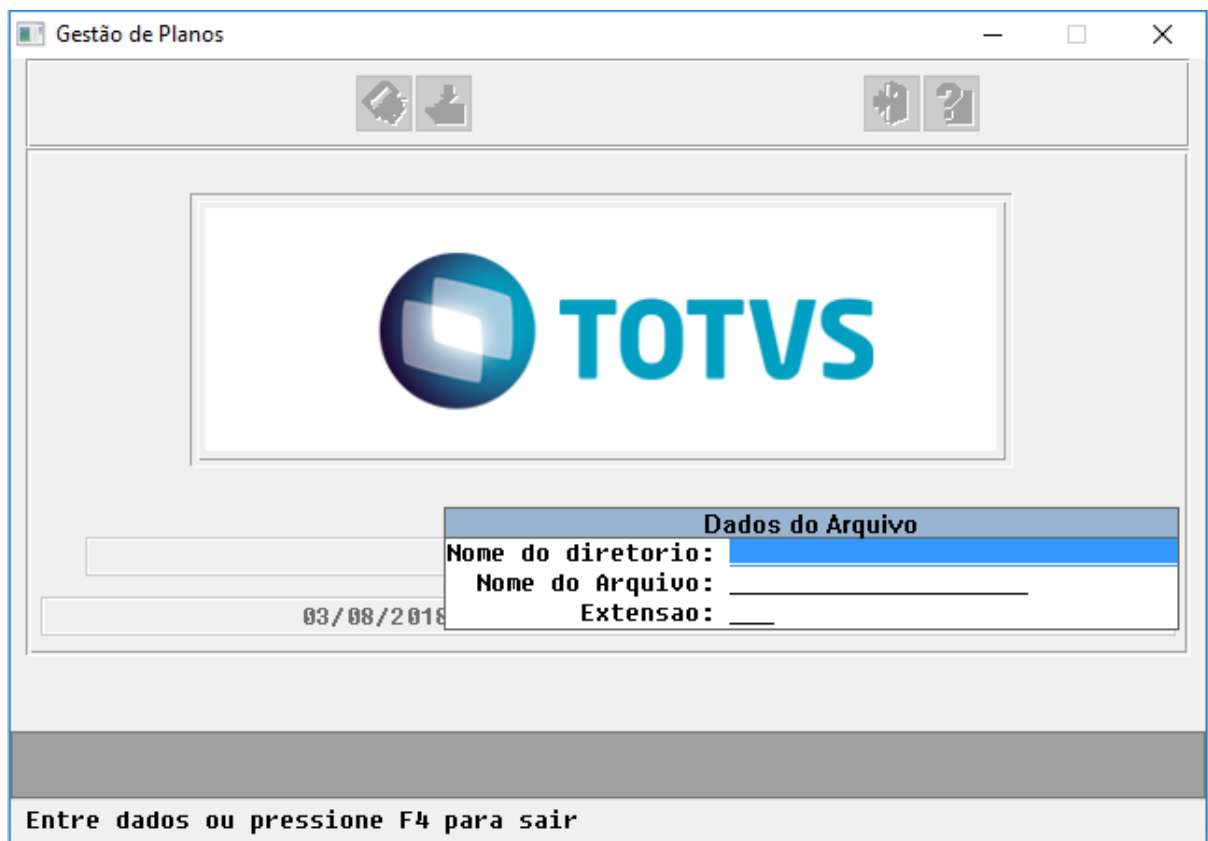 Gestão de Planos
TOTVS
Dados do Arquivo
Nome do diretorio:
Nome do Arquivo:
Extensao:
03/08/2018
Entre dados ou pressione F4 para sair